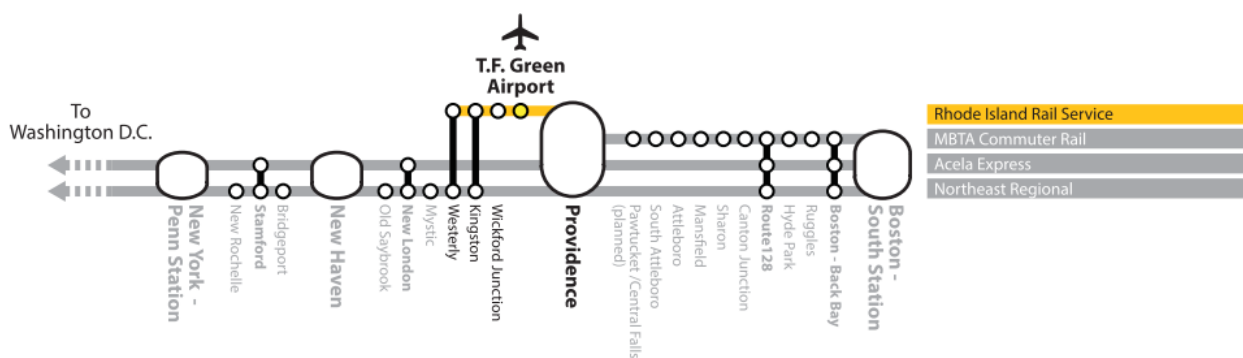 T.F. Green
Airport
To
Washington D.C.
Rhode Island Rail Service
MBTA Commuter Rail
Acela Express
Northeast Regional
New York -
Penn Station
New Rochelle
Stamford
Bridgeport
New Haven
Old Saybrook
New London
Mystic
Westerly
Kingston
Wickford Junction
Providence
Pawtucket /Central Falls
(planned)
South Attleboro
Attleboro
Mansfield
Sharon
Canton Junction
Route128
Hyde Park
Ruggles
Boston - Back Bay
Boston -
South Station